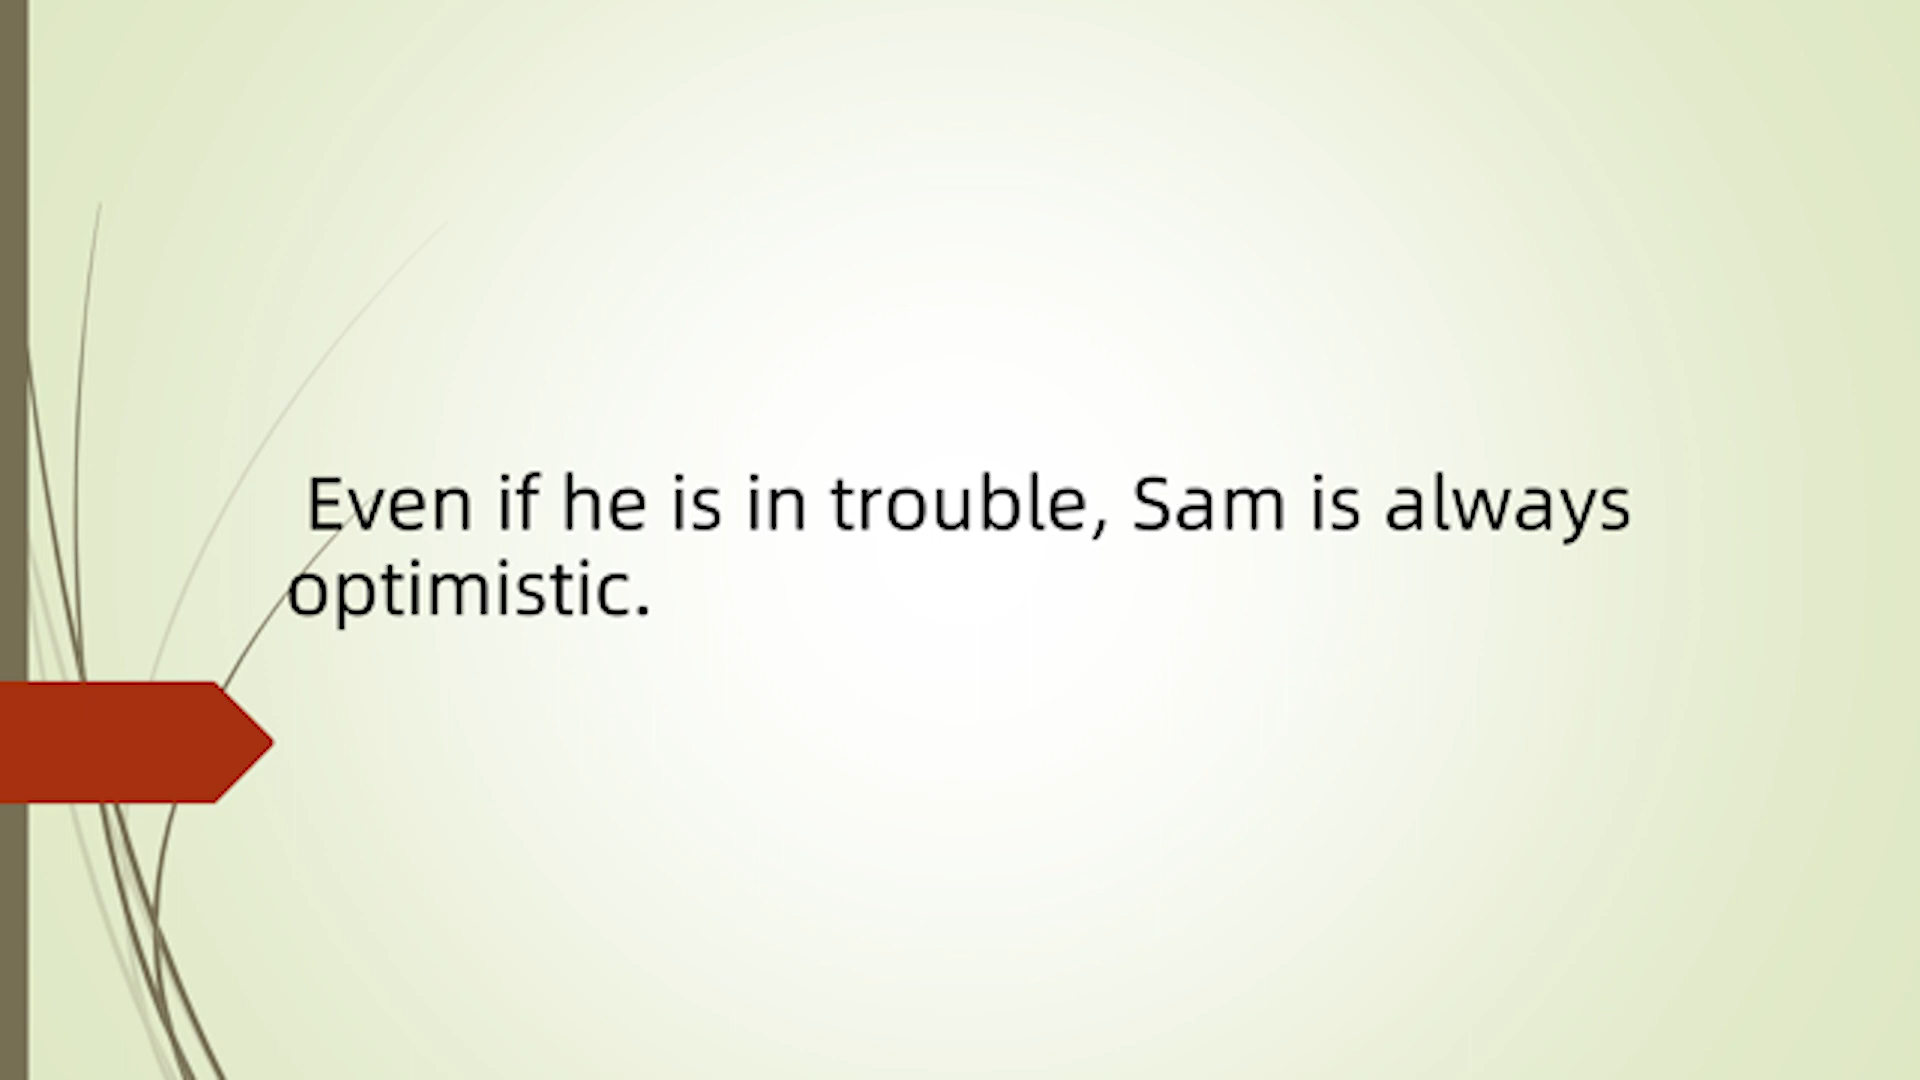 Even if he is in trouble, Sam is always
optimistic.